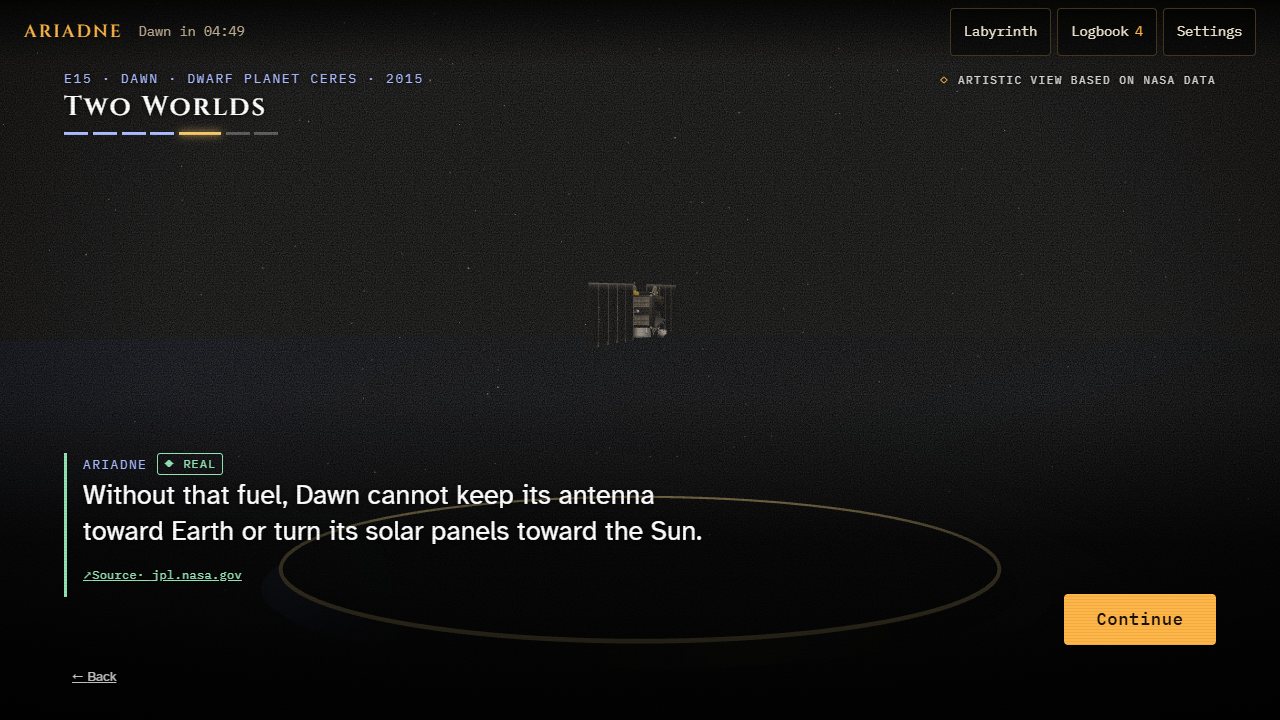 ARIADNE Dawn in 04:49 Labyrinth Logbook 4 Settings
E15 · DAWN · DWARF PLANET CERES · 2015
◇ ARTISTIC VIEW BASED ON NASA DATA
Two Worlds
ARIADNE ◆ REAL
Without that fuel, Dawn cannot keep its antenna
toward Earth or turn its solar panels toward the Sun.
↗Source· jpl.nasa.gov
Continue
← Back